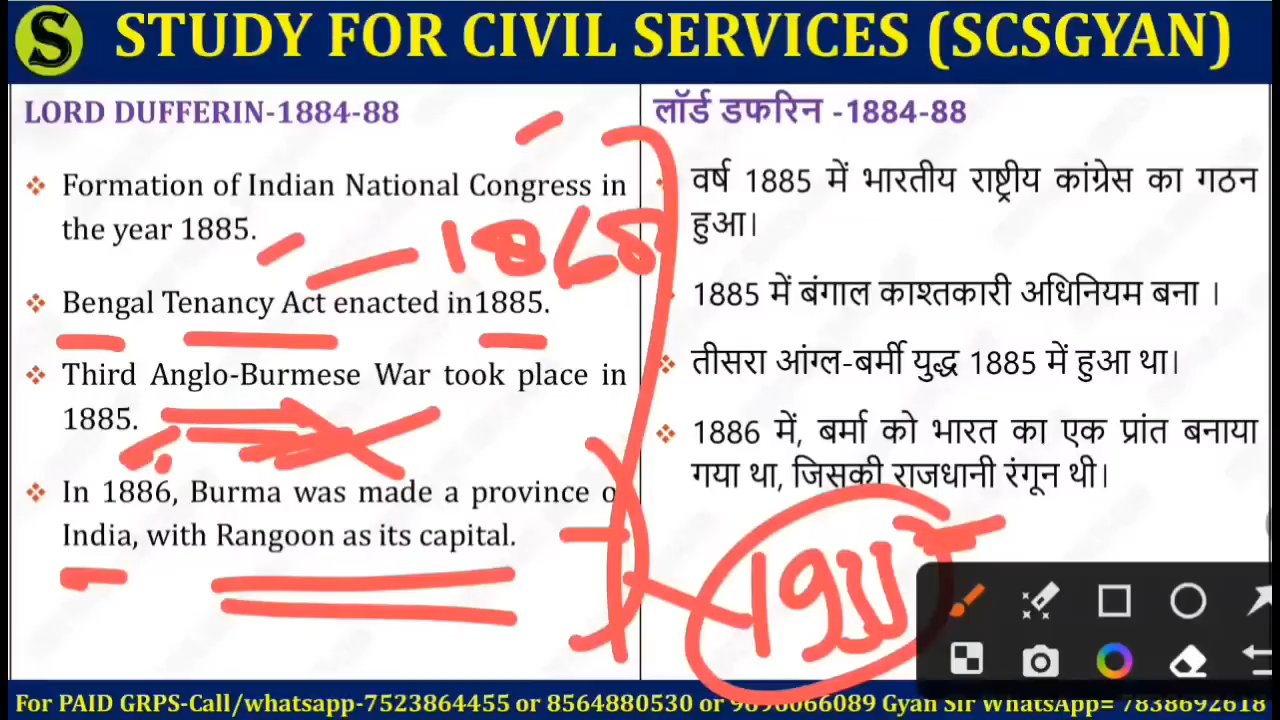 S STUDY FOR CIVIL SERVICES (SCSGYAN)
LORD DUFFERIN-1884-88
❖ Formation of Indian National Congress in
the year 1885.
1868
❖ Bengal Tenancy Act enacted in1885.
❖ Third Anglo-Burmese War took place in
1885.
❖ In 1886, Burma was made a province o
India, with Rangoon as its capital.
लॉर्ड डफरिन -1884-88
वर्ष 1885 में भारतीय राष्ट्रीय कांग्रेस का गठन
हुआ।
1885 में बंगाल काश्तकारी अधिनियम बना ।
❖ तीसरा आंग्ल-बर्मी युद्ध 1885 में हुआ था।
❖ 1886 में, बर्मा को भारत का एक प्रांत बनाया
गया था, जिसकी राजधानी रंगून थी।
For PAID GRPS-Call/whatsapp-7523864455 or 8564880530 or 9898066089 Gyan Sir WhatsApp= 7838692618